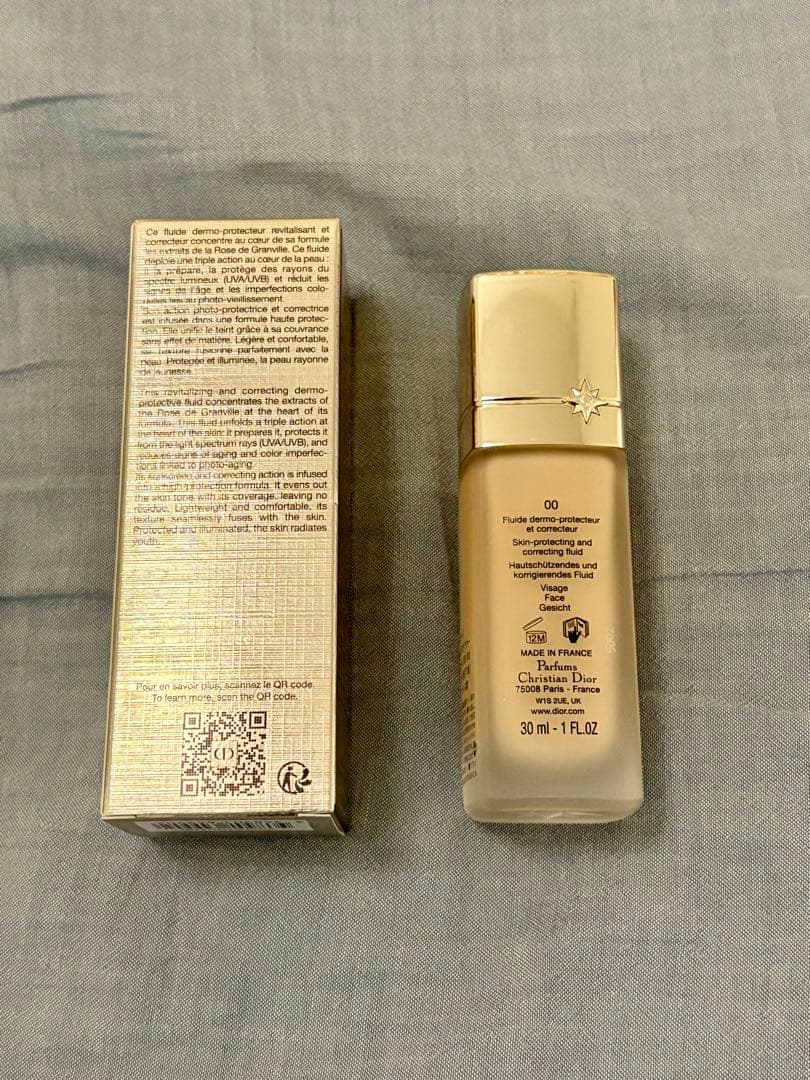 Ce fluide dermo-protecteur revitalisant et
correcteur concentre au cœur de sa formule
les extraits de la Rose de Granville. Ce fluide
déploie une triple action au cœur de la peau :
il la prépare, la protège des rayons du
spectre lumineux (UVA/UVB) et réduit les
signes de l'âge et les imperfections colo-
rielles liés au photo-vieillissement.
Son action photo-protectrice et correctrice
est infusée dans une formule haute protec-
tion. Elle unifie le teint grâce à sa couvrance
sans effet de matière. Légère et confortable,
sa texture fusionne parfaitement avec la
peau. Protégée et illuminée, la peau rayonne
de jeunesse.
This revitalizing and correcting dermo-
protective fluid concentrates the extracts of
the Rose de Granville at the heart of its
formula. This fluid unfolds a triple action at
the heart of the skin: it prepares it, protects it
from the light spectrum rays (UVA/UVB), and
reduces signs of aging and color imperfec-
tions linked to photo-aging.
Its sunscreen and correcting action is infused
into a high protection formula. It evens out
the skin tone with its coverage, leaving no
residue. Lightweight and comfortable, its
texture seamlessly fuses with the skin.
Protected and illuminated, the skin radiates
youth.
Pour en savoir plus, scannez le QR code.
To learn more, scan the QR code.
CD
00
Fluide dermo-protecteur
et correcteur
Skin-protecting and
correcting fluid
Hautschützendes und
korrigierendes Fluid
Visage
Face
Gesicht
12M
MADE IN FRANCE
Parfums
Christian Dior
75008 Paris - France
W1S 2UE, UK
www.dior.com
30 ml - 1 FL.OZ